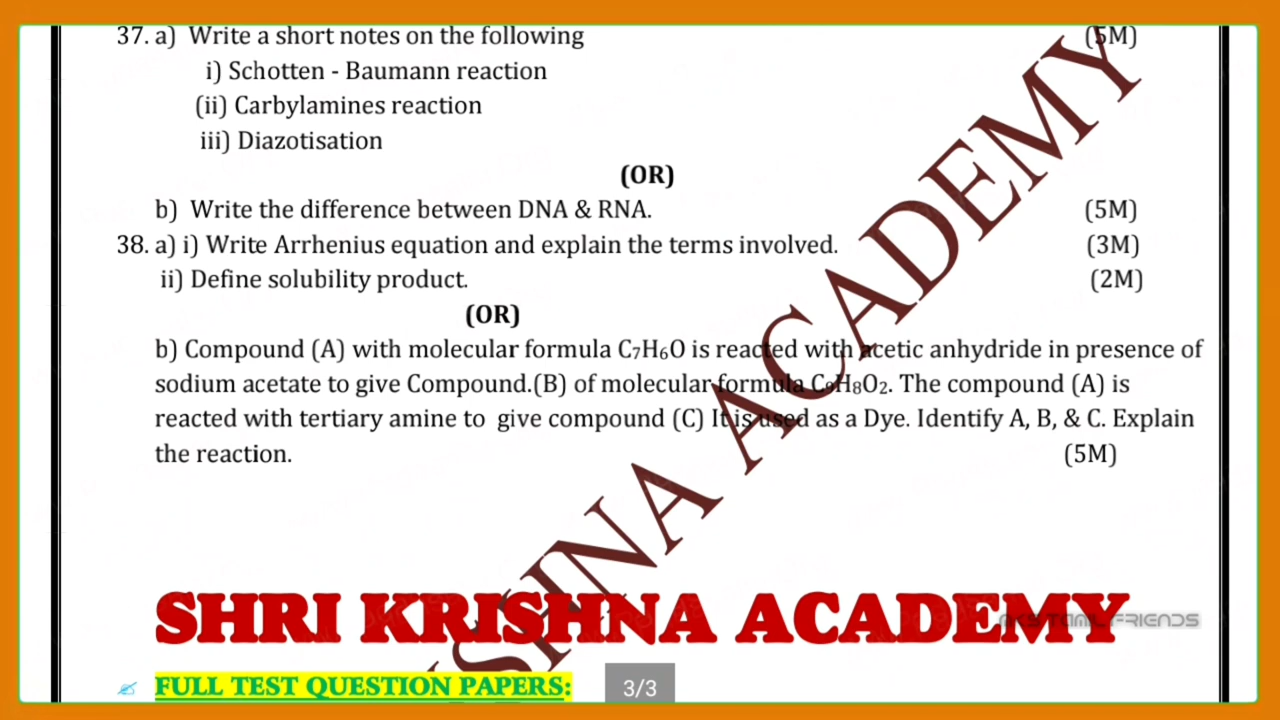 37. a) Write a short notes on the following (5M)
i) Schotten - Baumann reaction
(ii) Carbylamines reaction
iii) Diazotisation
(OR)
b) Write the difference between DNA & RNA. (5M)
38. a) i) Write Arrhenius equation and explain the terms involved. (3M)
ii) Define solubility product. (2M)
(OR)
b) Compound (A) with molecular formula C₇H₆O is reacted with acetic anhydride in presence of
sodium acetate to give Compound.(B) of molecular formula C₉H₈O₂. The compound (A) is
reacted with tertiary amine to give compound (C) It is used as a Dye. Identify A, B, & C. Explain
the reaction. (5M)
SHNA ACADEMY
SHRI KRISHNA ACADEMY
FRIENDS
FULL TEST QUESTION PAPERS:
3/3